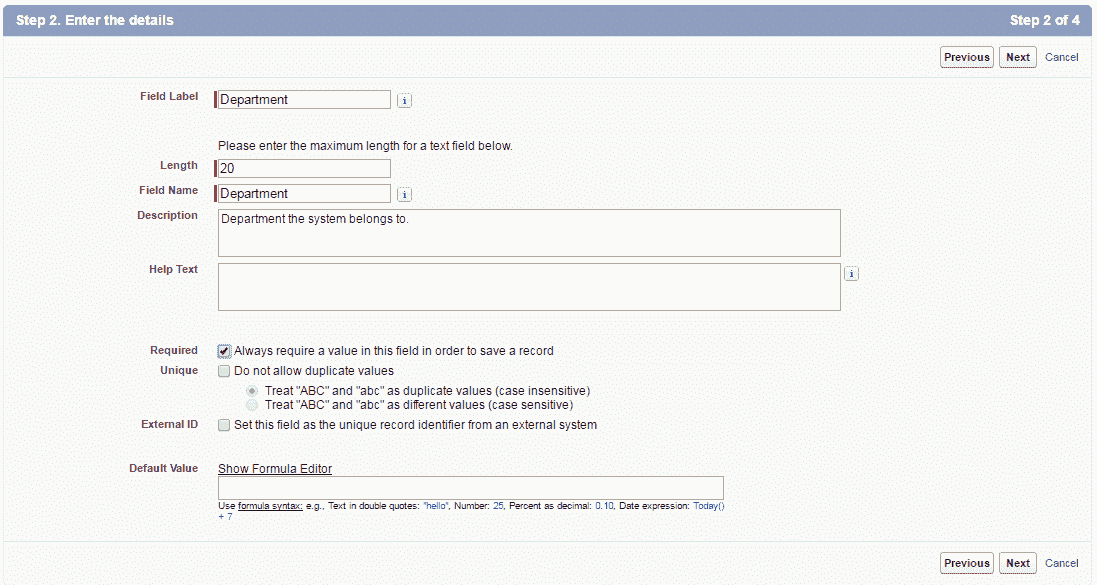 Step 2. Enter the details Step 2 of 4
Previous Next Cancel
Field Label Department i
Please enter the maximum length for a text field below.
Length 20
Field Name Department i
Description Department the system belongs to.
Help Text i
Required Always require a value in this field in order to save a record
Unique Do not allow duplicate values
Treat "ABC" and "abc" as duplicate values (case insensitive)
Treat "ABC" and "abc" as different values (case sensitive)
External ID Set this field as the unique record identifier from an external system
Default Value Show Formula Editor
Use formula syntax: e.g., Text in double quotes: "hello", Number: 25, Percent as decimal: 0.10, Date expression: Today()
+ 7
Previous Next Cancel